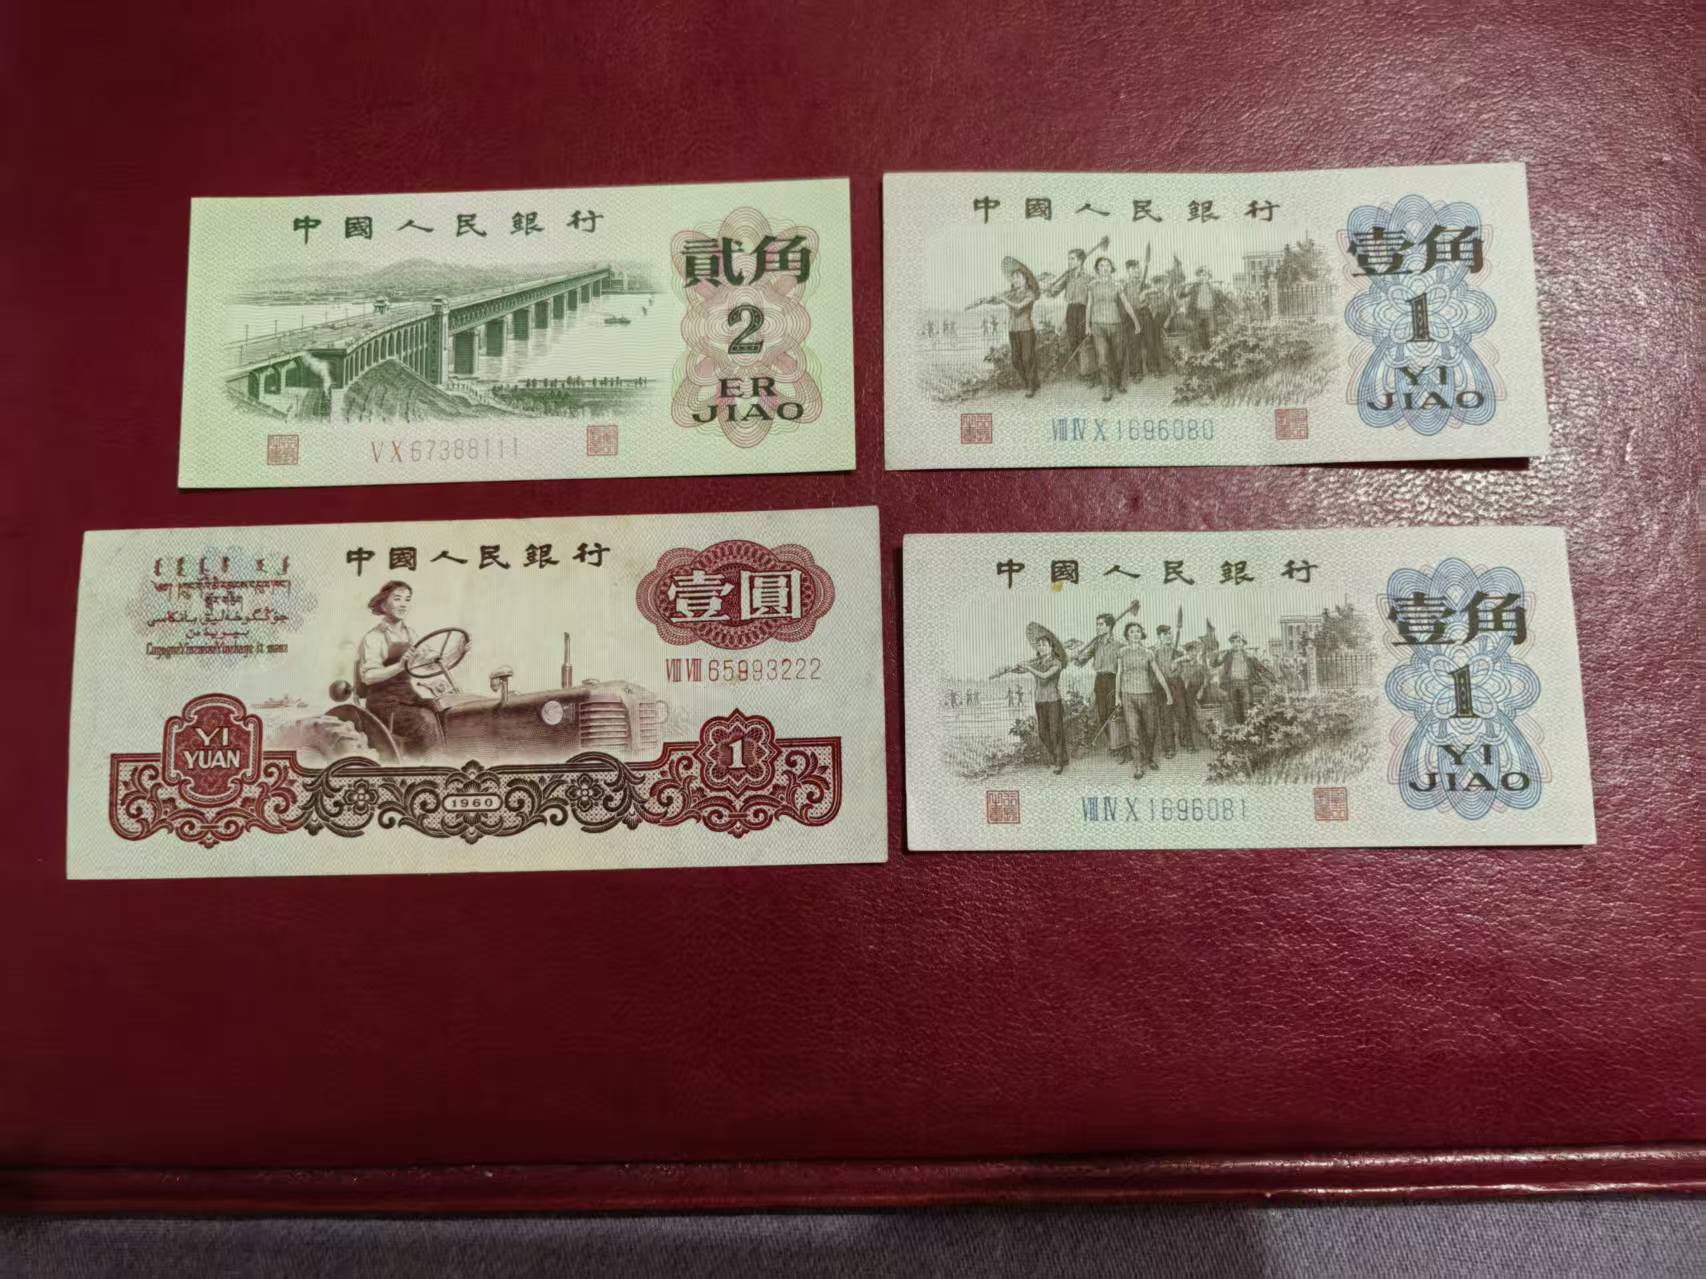 中國人民銀行
貳角
2
ER
JIAO
V X 67388111
中國人民銀行
壹角
1
YI
JIAO
VIII IV X 1696080
中國人民銀行
壹圓
VIII VIII 65993222
YI
YUAN
1
1960
中國人民銀行
壹角
1
YI
JIAO
VIII IV X 1696081